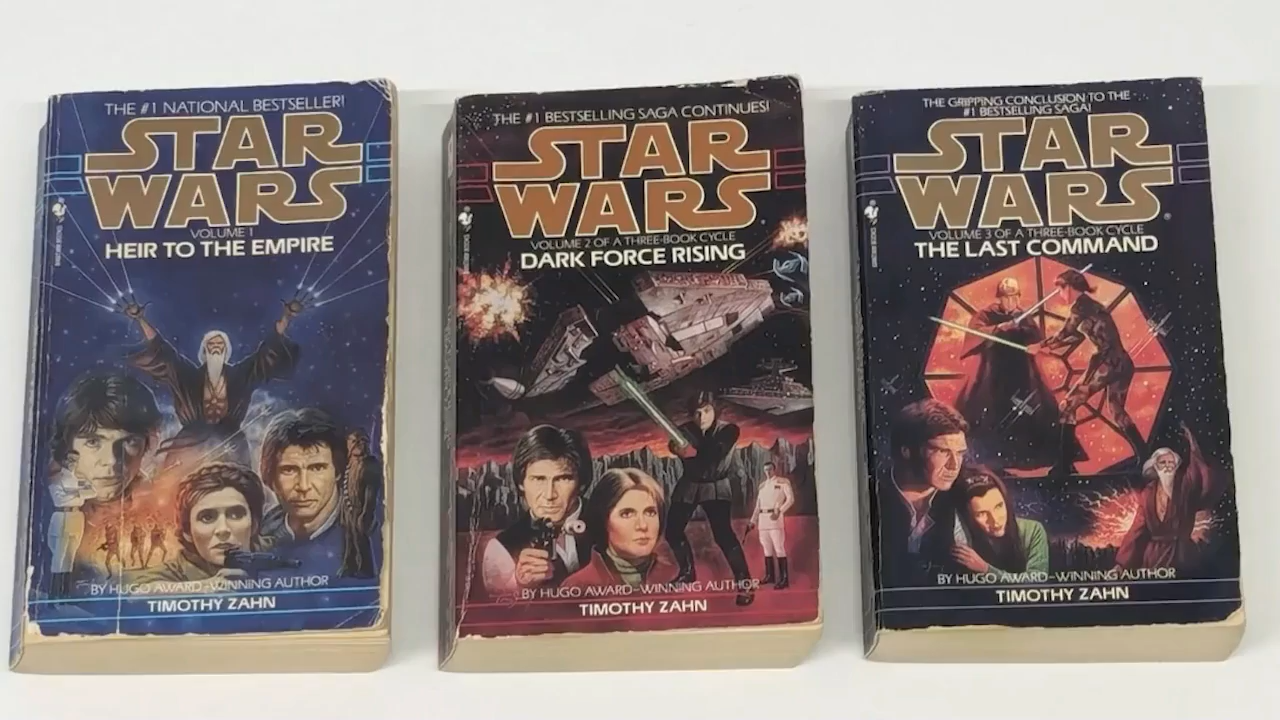 THE #1 NATIONAL BESTSELLER!
STAR
WARS
VOLUME 1
HEIR TO THE EMPIRE
BY HUGO AWARD-WINNING AUTHOR
TIMOTHY ZAHN
THE #1 BESTSELLING SAGA CONTINUES!
STAR
WARS
VOLUME 2 OF A THREE-BOOK CYCLE
DARK FORCE RISING
BY HUGO AWARD-WINNING AUTHOR
TIMOTHY ZAHN
THE GRIPPING CONCLUSION TO THE
#1 BESTSELLING SAGA!
STAR
WARS®
VOLUME 3 OF A THREE-BOOK CYCLE
THE LAST COMMAND
BY HUGO AWARD-WINNING AUTHOR
TIMOTHY ZAHN